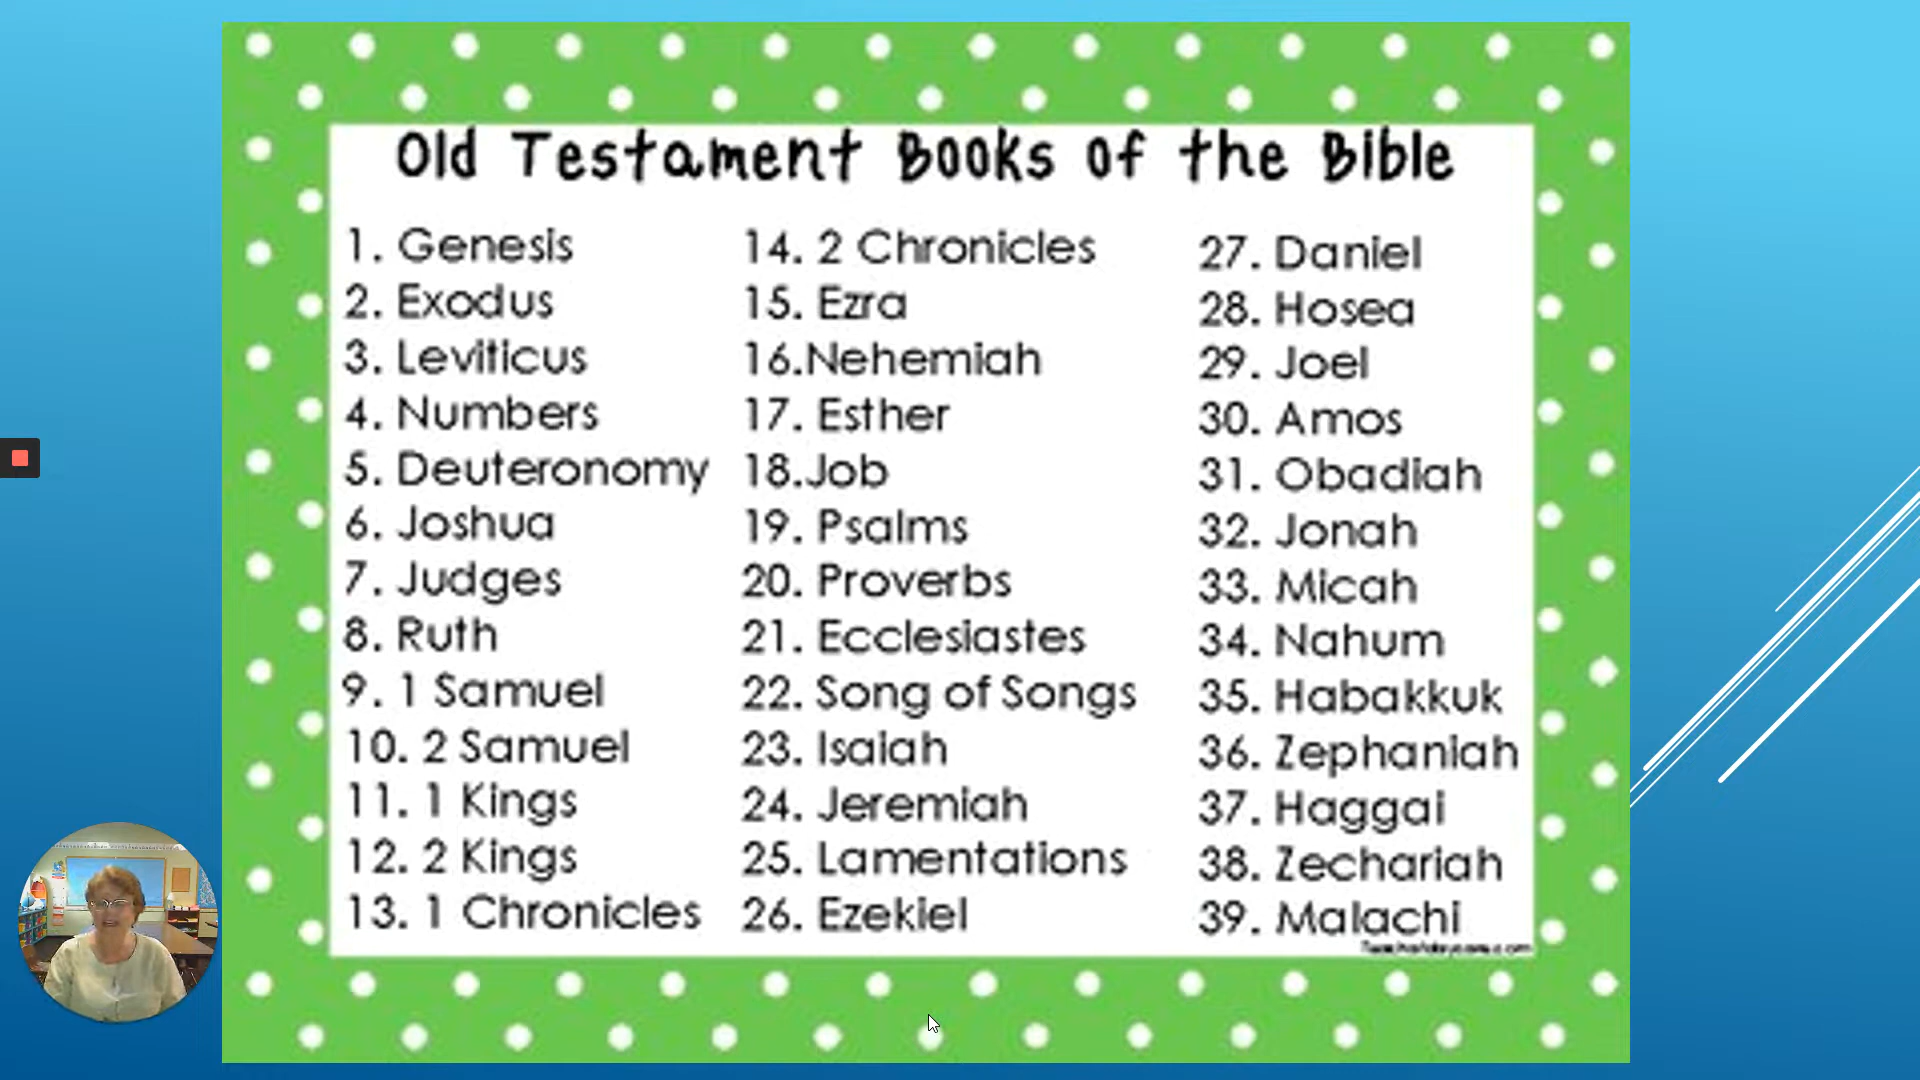 Old Testament Books of the Bible
1. Genesis
2. Exodus
3. Leviticus
4. Numbers
5. Deuteronomy
6. Joshua
7. Judges
8. Ruth
9. 1 Samuel
10. 2 Samuel
11. 1 Kings
12. 2 Kings
13. 1 Chronicles
14. 2 Chronicles
15. Ezra
16.Nehemiah
17. Esther
18.Job
19. Psalms
20. Proverbs
21. Ecclesiastes
22. Song of Songs
23. Isaiah
24. Jeremiah
25. Lamentations
26. Ezekiel
27. Daniel
28. Hosea
29. Joel
30. Amos
31. Obadiah
32. Jonah
33. Micah
34. Nahum
35. Habakkuk
36. Zephaniah
37. Haggai
38. Zechariah
39. Malachi